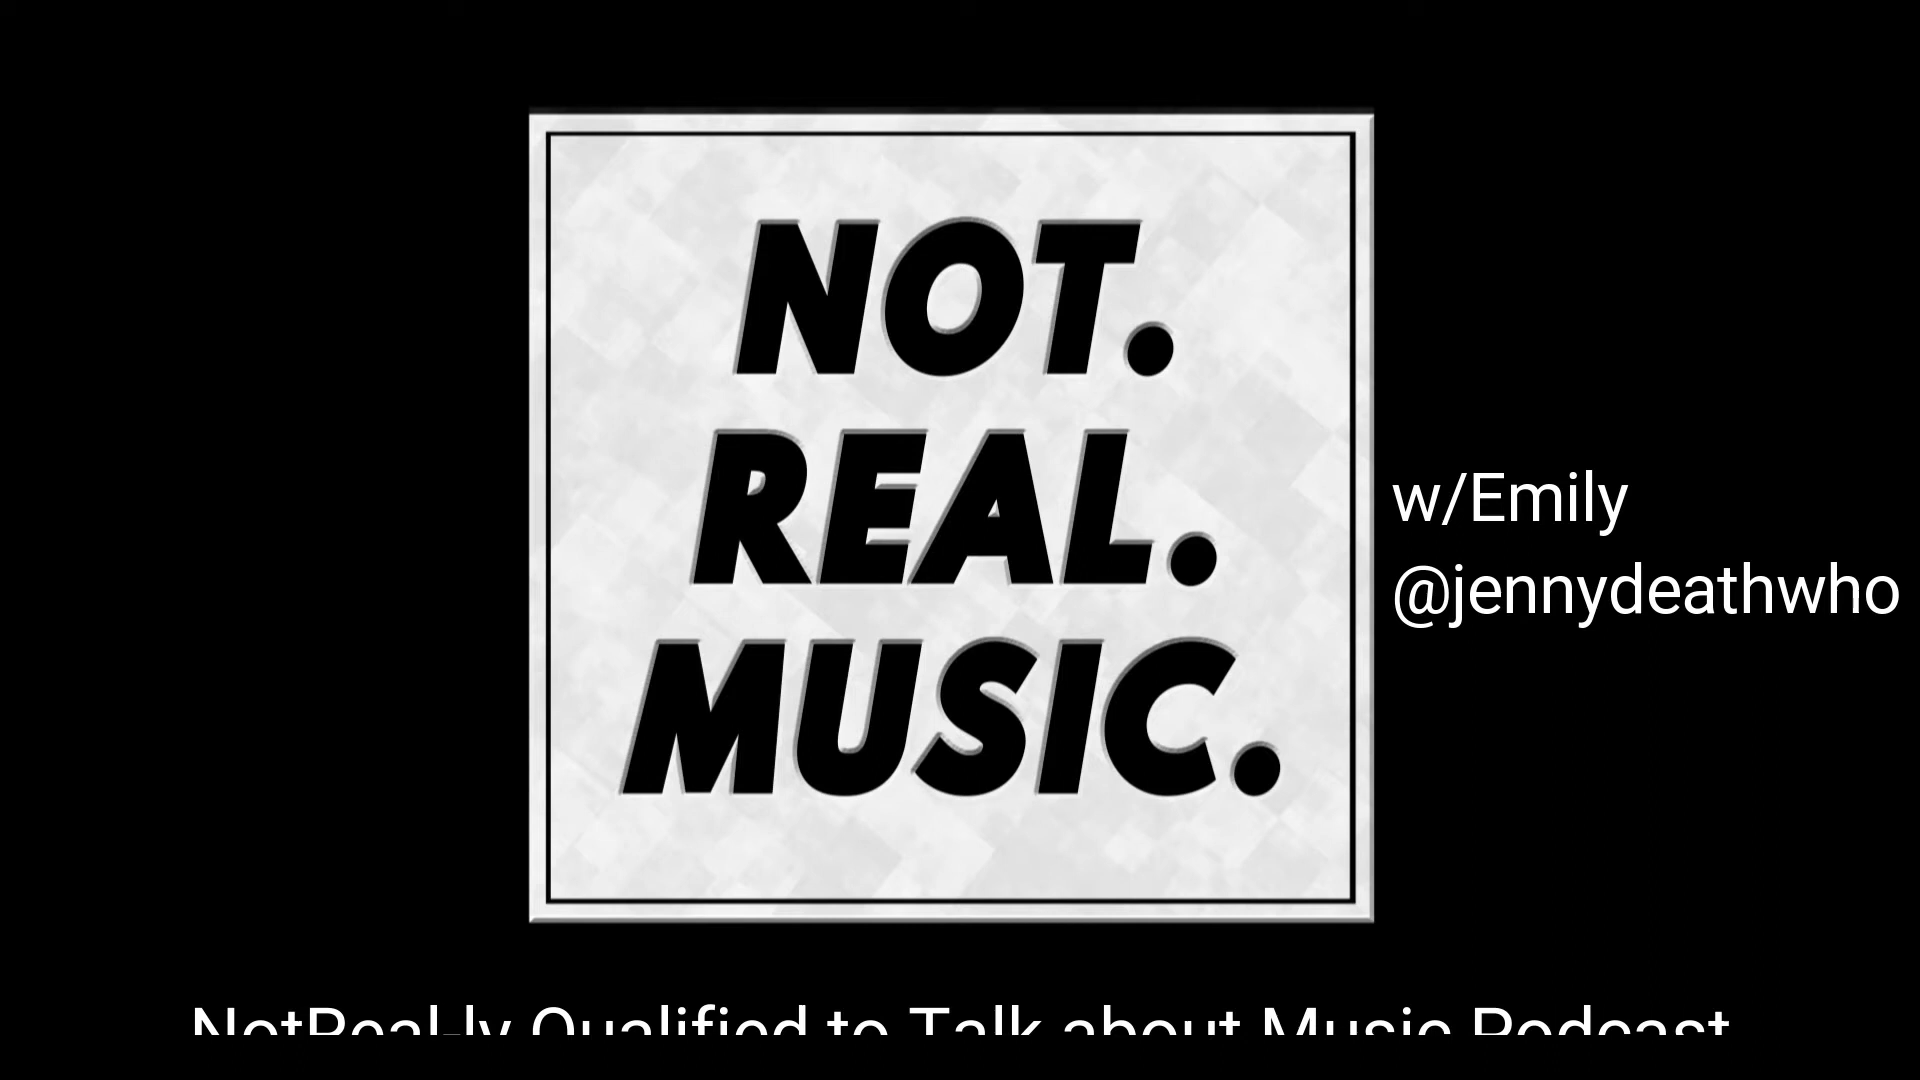 NOT.
REAL.
MUSIC.
w/Emily
@jennydeathwho
NotReal-ly Qualified to Talk about Music Podcast